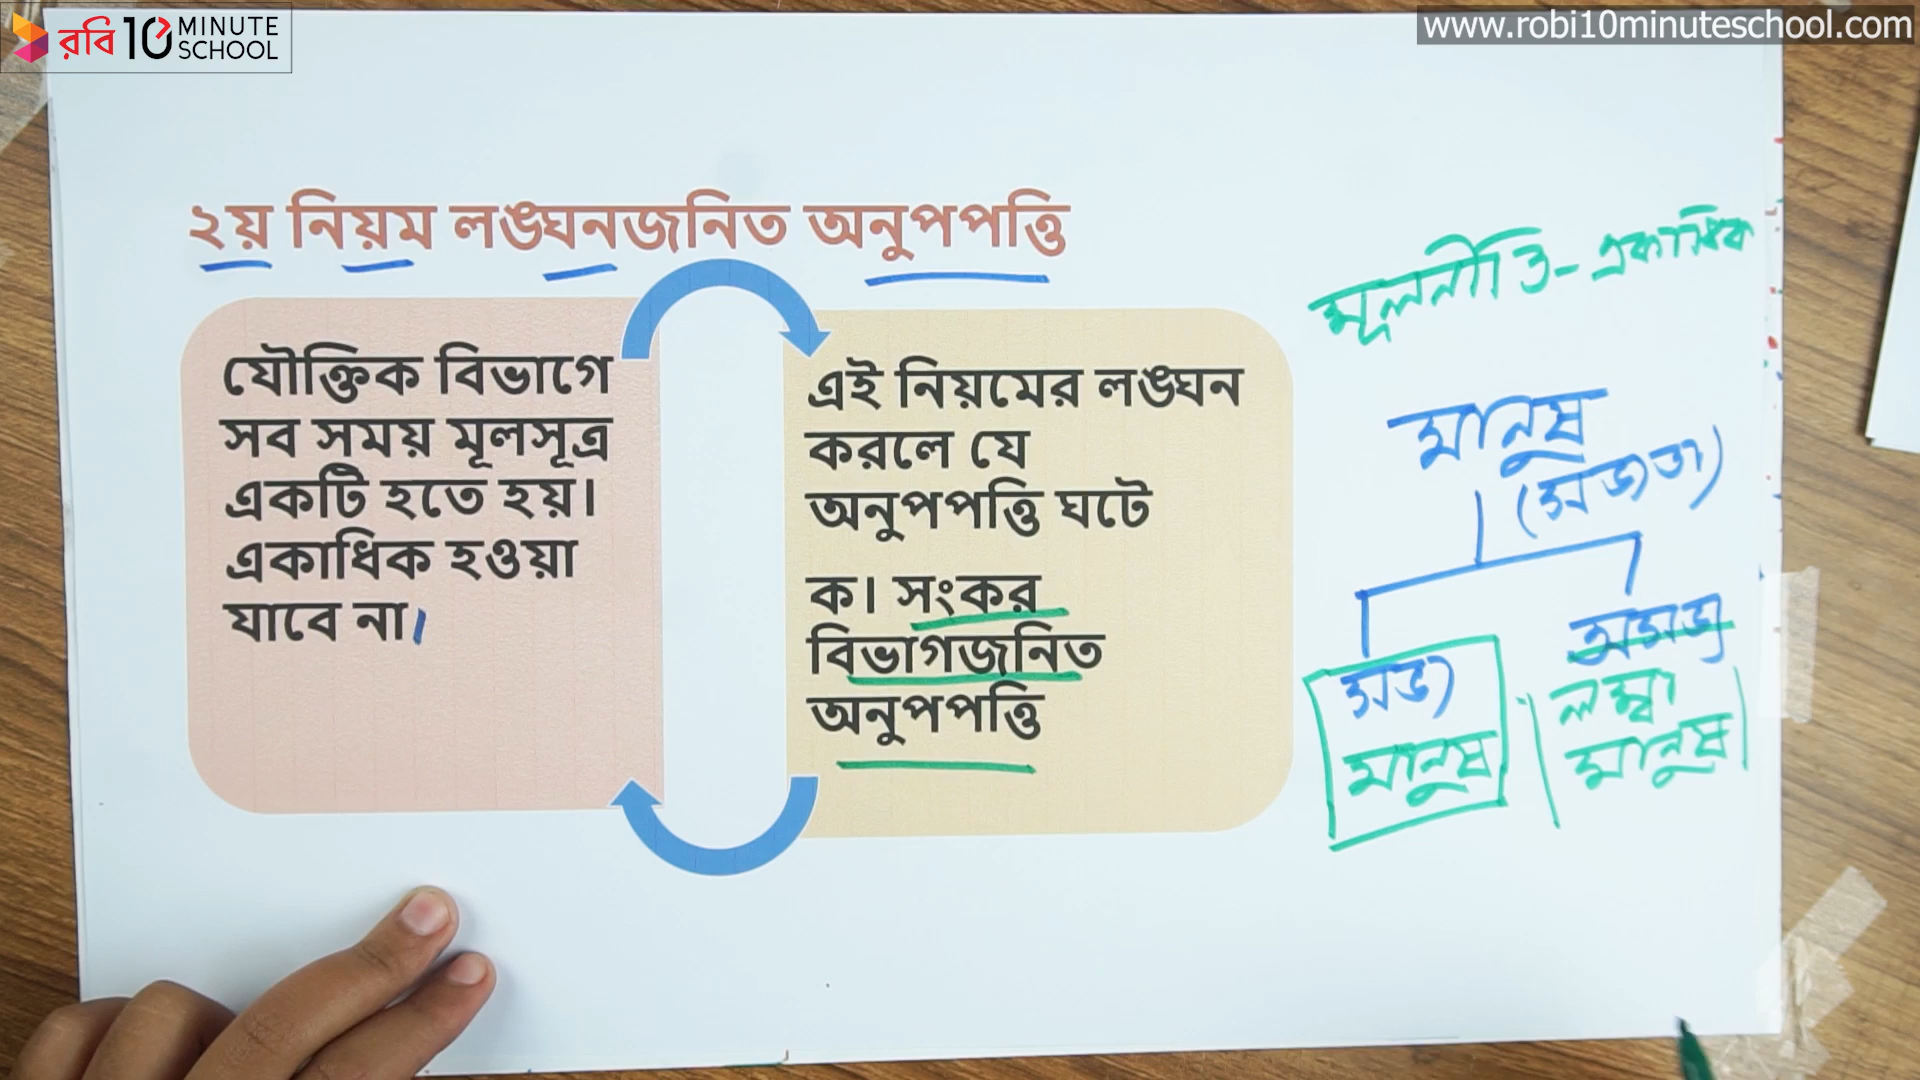 রবি 10 MINUTE SCHOOL
www.robi10minuteschool.com
২য় নিয়ম লঙ্ঘনজনিত অনুপপত্তি
যৌক্তিক বিভাগে
সব সময় মূলসূত্র
একটি হতে হয়।
একাধিক হওয়া
যাবে না।
এই নিয়মের লঙ্ঘন
করলে যে
অনুপপত্তি ঘটে
ক। সংকর
বিভাগজনিত
অনুপপত্তি
মূলনীতি - একাধিক
মানুষ
(সভ্যতা)
সভ্য
মানুষ
অসভ্য
লম্বা
মানুষ